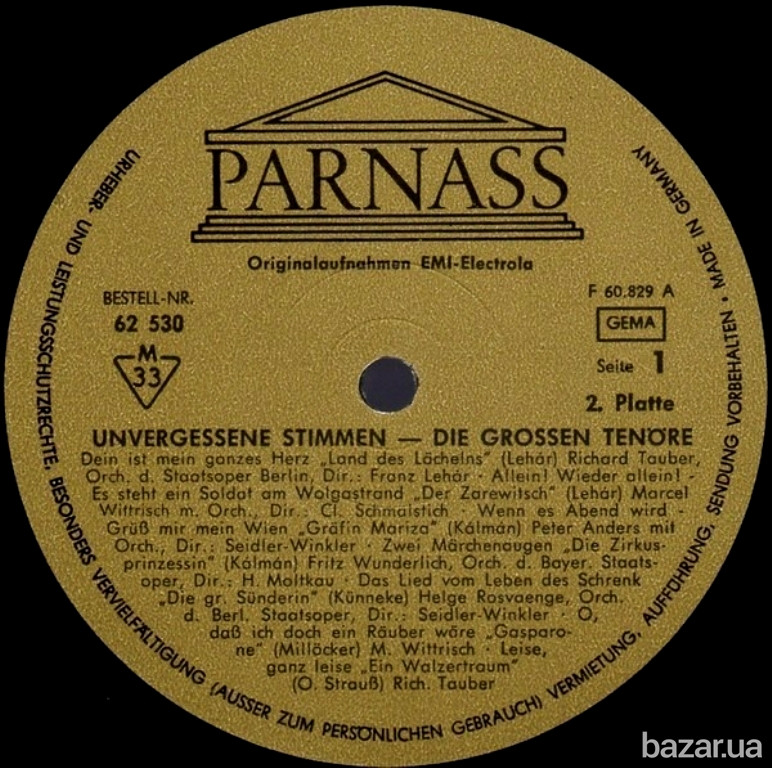 PARNASS
Originalaufnahmen EMI-Electrola
BESTELL-NR.
62 530
M
33
F 60.829 A
GEMA
Seite 1
2. Platte
UNVERGESSENE STIMMEN — DIE GROSSEN TENÖRE
Dein ist mein ganzes Herz „Land des Lächelns“ (Lehár) Richard Tauber,
Orch. d. Staatsoper Berlin, Dir.: Franz Lehár · Allein! Wieder allein! -
Es steht ein Soldat am Wolgastrand „Der Zarewitsch“ (Lehár) Marcel
Wittrisch m. Orch., Dir.: Cl. Schmalstich · Wenn es Abend wird -
Grüß mir mein Wien „Gräfin Mariza“ (Kálmán) Peter Anders mit
Orch., Dir.: Seidler-Winkler · Zwei Märchenaugen „Die Zirkus-
prinzessin“ (Kálmán) Fritz Wunderlich, Orch. d. Bayer. Staats-
oper, Dir.: H. Moltkau · Das Lied vom Leben des Schrenk
„Die gr. Sünderin“ (Künneke) Helge Rosvaenge, Orch.
d. Berl. Staatsoper, Dir.: Seidler-Winkler · O,
daß ich doch ein Räuber wäre „Gasparo-
ne“ (Millöcker) M. Wittrisch · Leise,
ganz leise „Ein Walzertraum“
(O. Strauß) Rich. Tauber
URHEBER- UND LEISTUNGSSCHUTZRECHTE, BESONDERS VERVIELFÄLTIGUNG (AUSSER ZUM PERSÖNLICHEN GEBRAUCH) VERMIETUNG, AUFFÜHRUNG, SENDUNG VORBEHALTEN • MADE IN GERMANY
bazar.ua